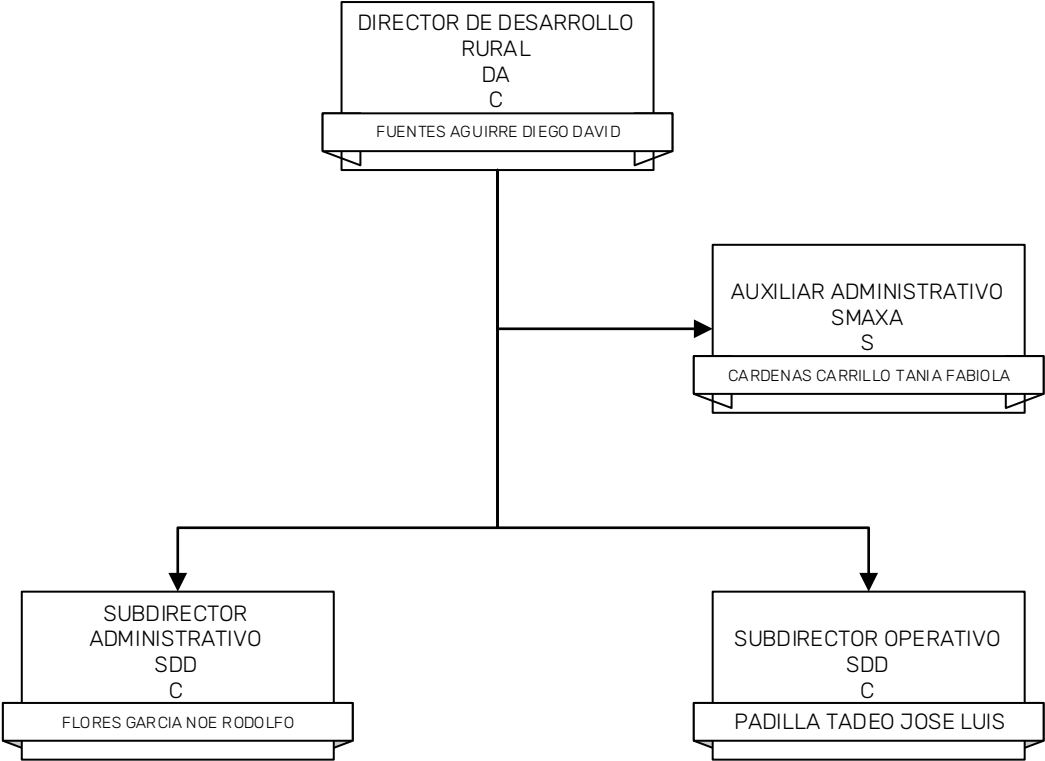 DIRECTOR DE DESARROLLO
RURAL
DA
C
FUENTES AGUIRRE DIEGO DAVID
AUXILIAR ADMINISTRATIVO
SMAXA
S
CARDENAS CARRILLO TANIA FABIOLA
SUBDIRECTOR
ADMINISTRATIVO
SDD
C
FLORES GARCIA NOE RODOLFO
SUBDIRECTOR OPERATIVO
SDD
C
PADILLA TADEO JOSE LUIS